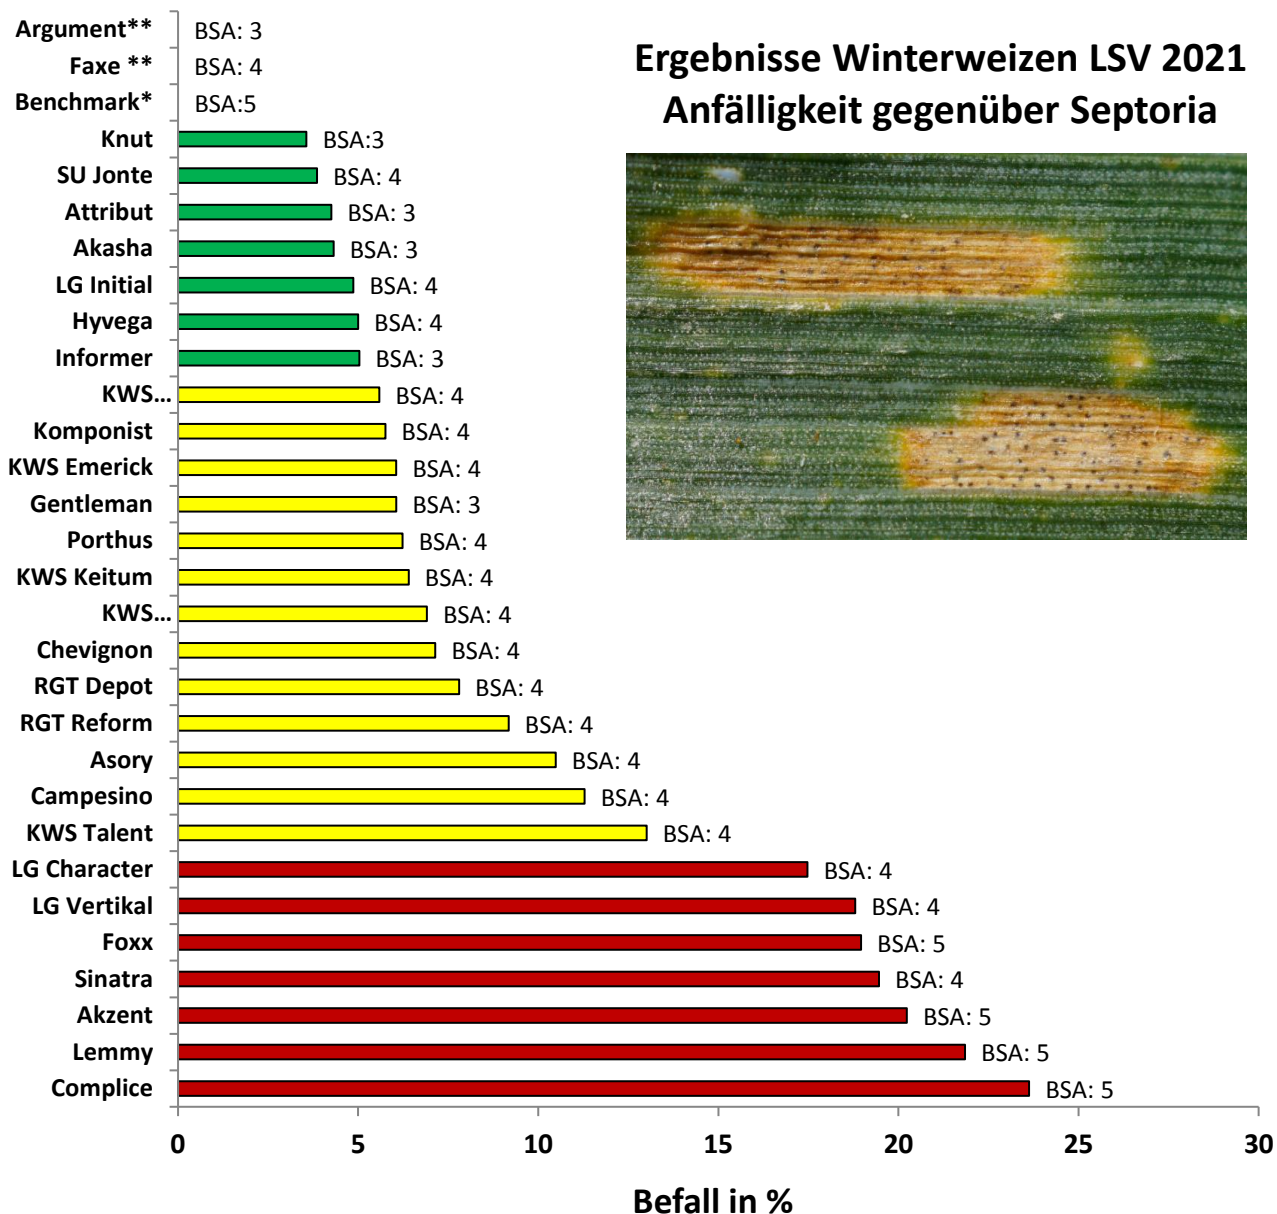 Ergebnisse Winterweizen LSV 2021
Anfälligkeit gegenüber Septoria
Argument** BSA: 3
Faxe ** BSA: 4
Benchmark* BSA:5
Knut BSA:3
SU Jonte BSA: 4
Attribut BSA: 3
Akasha BSA: 3
LG Initial BSA: 4
Hyvega BSA: 4
Informer BSA: 3
KWS... BSA: 4
Komponist BSA: 4
KWS Emerick BSA: 4
Gentleman BSA: 3
Porthus BSA: 4
KWS Keitum BSA: 4
KWS... BSA: 4
Chevignon BSA: 4
RGT Depot BSA: 4
RGT Reform BSA: 4
Asory BSA: 4
Campesino BSA: 4
KWS Talent BSA: 4
LG Character BSA: 4
LG Vertikal BSA: 4
Foxx BSA: 5
Sinatra BSA: 4
Akzent BSA: 5
Lemmy BSA: 5
Complice BSA: 5
0 5 10 15 20 25 30
Befall in %